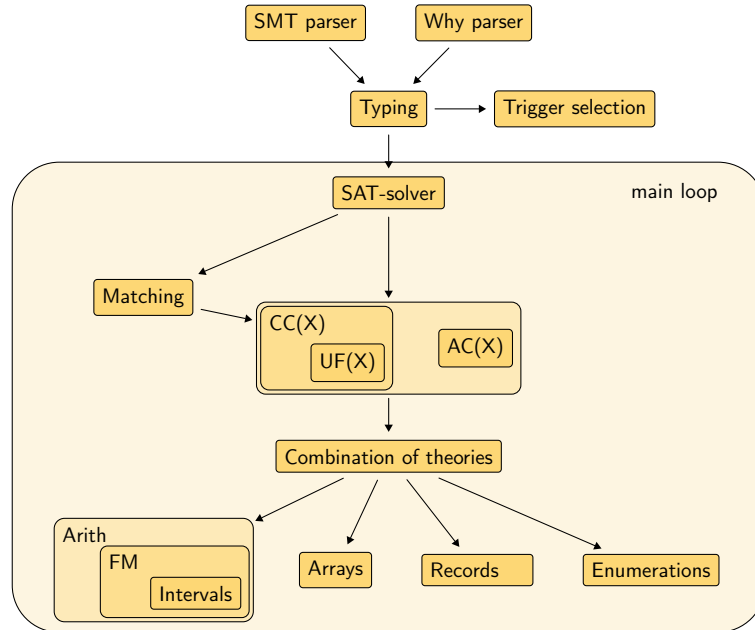 SMT parser
Why parser
Typing
Trigger selection
SAT-solver
main loop
Matching
CC(X)
UF(X)
AC(X)
Combination of theories
Arith
FM
Intervals
Arrays
Records
Enumerations